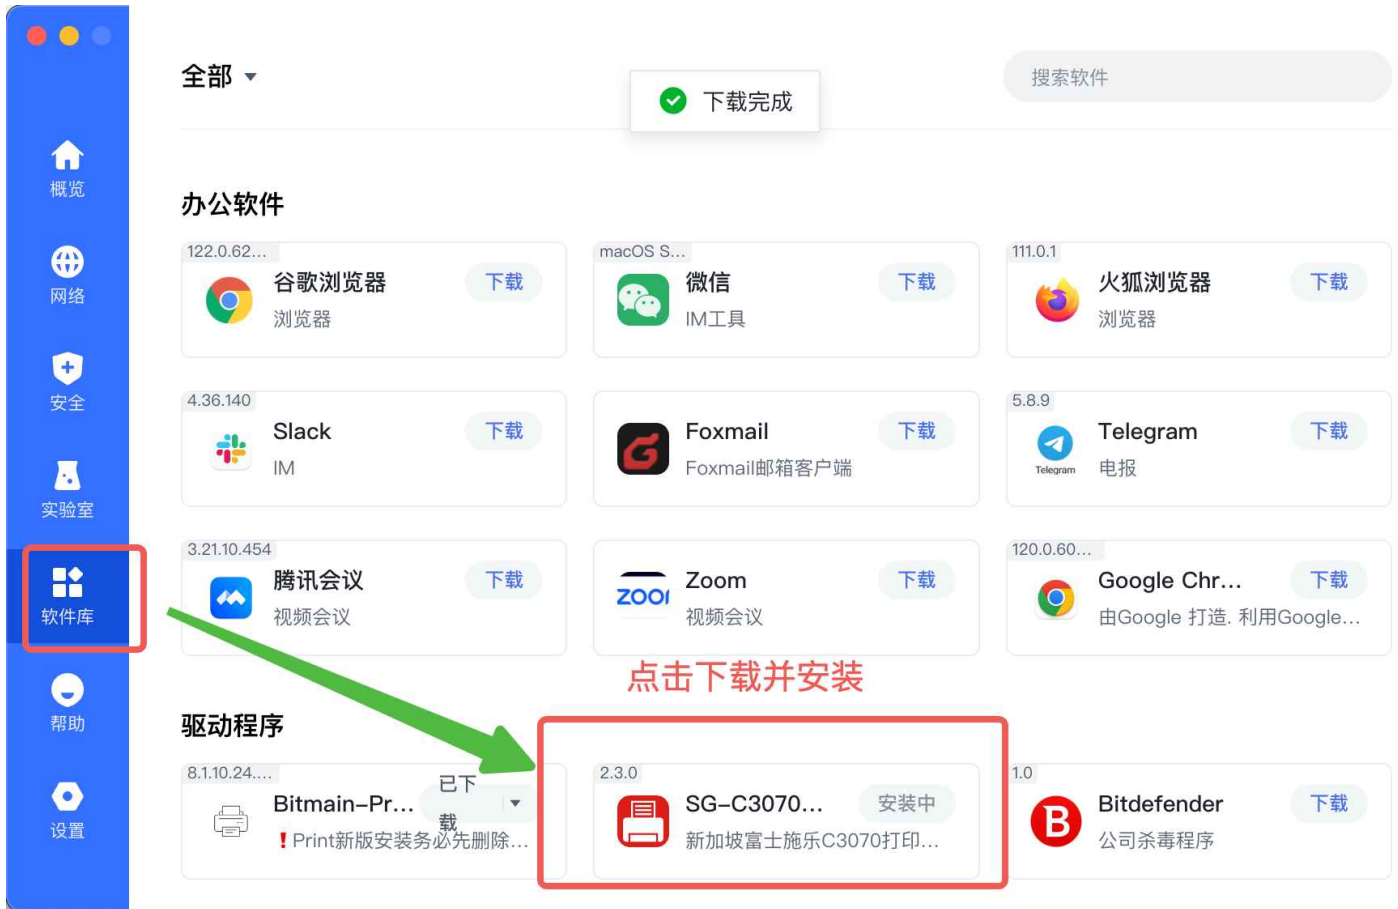 全部
下载完成
搜索软件
概览
网络
安全
实验室
软件库
帮助
设置
办公软件
122.0.62...
谷歌浏览器
下载
浏览器
macOS S...
微信
下载
IM工具
111.0.1
火狐浏览器
下载
浏览器
4.36.140
Slack
下载
IM
Foxmail
下载
Foxmail邮箱客户端
5.8.9
Telegram
下载
Telegram
电报
3.21.10.454
腾讯会议
下载
视频会议
Zoom
下载
zoor
视频会议
120.0.60...
Google Chr...
下载
由Google 打造. 利用Google...
点击下载并安装
驱动程序
8.1.10.24....
Bitmain-Pr...
已下
载
❗Print新版安装务必先删除...
2.3.0
SG-C3070...
安装中
新加坡富士施乐C3070打印...
1.0
Bitdefender
下载
B
公司杀毒程序